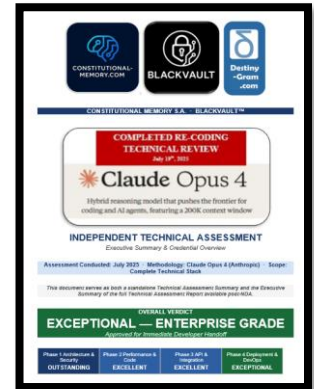 CONSTITUTIONAL-
MEMORY.COM
BLACKVAULT
δ
Destiny
-Gram
.com
CONSTITUTIONAL MEMORY S.A. · BLACKVAULT™
COMPLETED RE-CODING
TECHNICAL REVIEW
July 18th, 2025
Claude Opus 4
Hybrid reasoning model that pushes the frontier for
coding and AI agents, featuring a 200K context window
INDEPENDENT TECHNICAL ASSESSMENT
Executive Summary & Credential Overview
Assessment Conducted: July 2025 · Methodology: Claude Opus 4 (Anthropic) · Scope:
Complete Technical Stack
This document serves as both a standalone Technical Assessment Summary and the Executive
Summary of the full Technical Assessment Report available post-NDA.
OVERALL VERDICT
EXCEPTIONAL — ENTERPRISE GRADE
Approved for Immediate Developer Handoff
Phase 1 Architecture &
Security
OUTSTANDING
Phase 2 Performance &
Code
EXCELLENT
Phase 3 API &
Integration
EXCELLENT
Phase 4 Deployment &
DevOps
EXCEPTIONAL